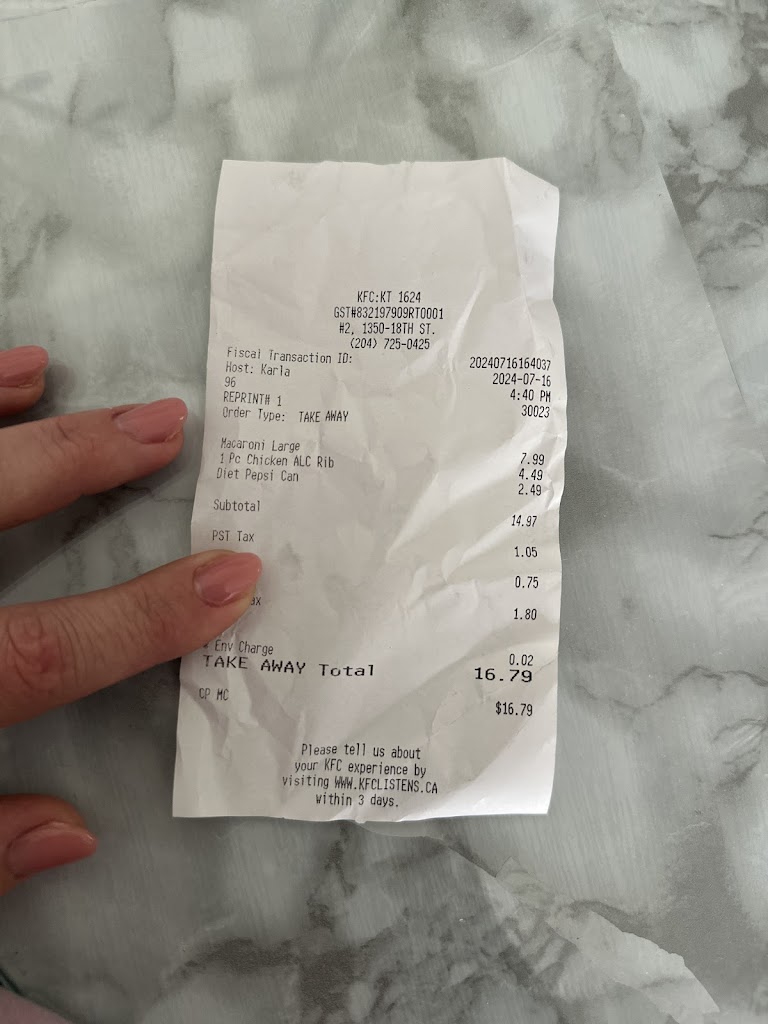 KFC:KT 1624
GST#832197909RT0001
#2, 1350-18TH ST.
(204) 725-0425
Fiscal Transaction ID: 20240716164037
Host: Karla 2024-07-16
96 4:40 PM
REPRINT# 1 30023
Order Type: TAKE AWAY
Macaroni Large 7.99
1 Pc Chicken ALC Rib 4.49
Diet Pepsi Can 2.49
Subtotal 14.97
PST Tax 1.05
0.75
ax 1.80
Env Charge 0.02
TAKE AWAY Total 16.79
CP MC $16.79
Please tell us about
your KFC experience by
visiting WWW.KFCLISTENS.CA
within 3 days.